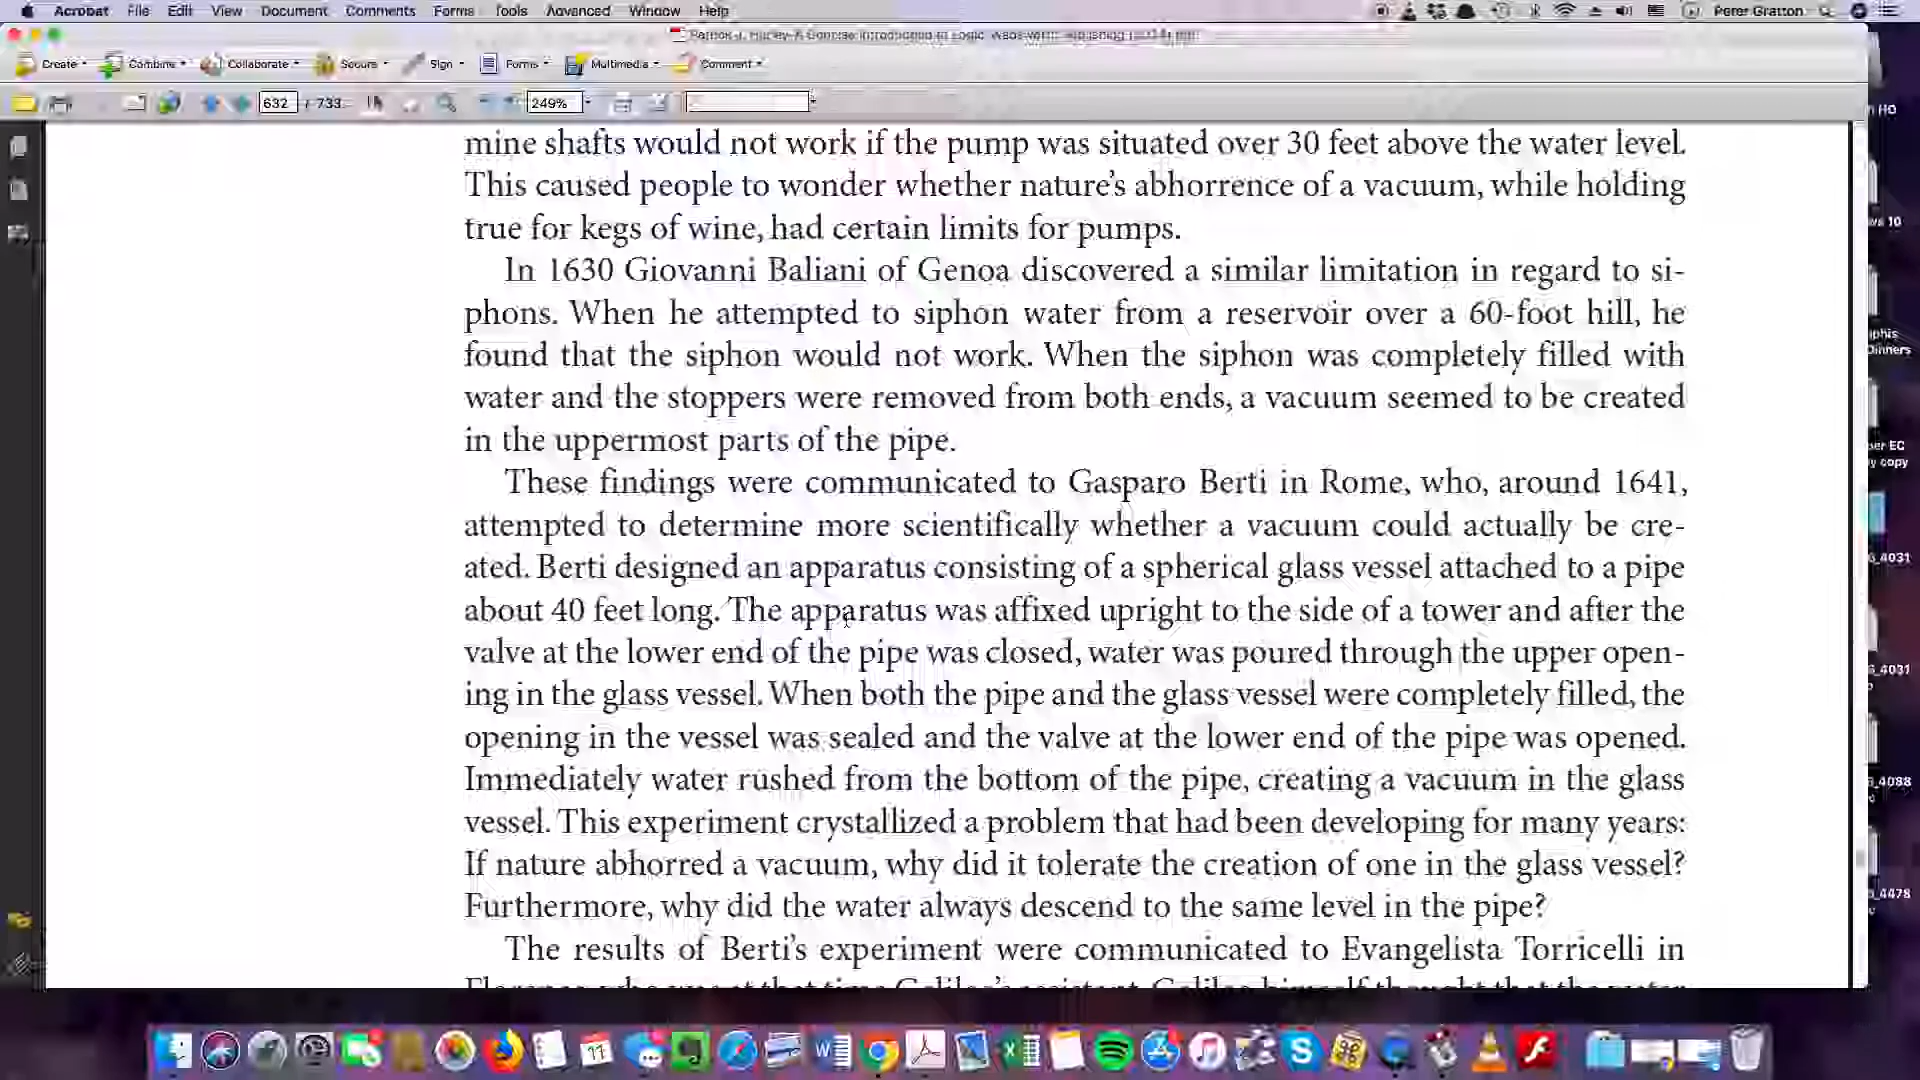 Acrobat File Edit View Document Comments Forms Tools Advanced Window Help Peter Gratton
Create Combine Collaborate Secure Sign Forms Multimedia Comment
632 / 733 249%
mine shafts would not work if the pump was situated over 30 feet above the water level.
This caused people to wonder whether nature’s abhorrence of a vacuum, while holding
true for kegs of wine, had certain limits for pumps.
In 1630 Giovanni Baliani of Genoa discovered a similar limitation in regard to si-
phons. When he attempted to siphon water from a reservoir over a 60-foot hill, he
found that the siphon would not work. When the siphon was completely filled with
water and the stoppers were removed from both ends, a vacuum seemed to be created
in the uppermost parts of the pipe.
These findings were communicated to Gasparo Berti in Rome, who, around 1641,
attempted to determine more scientifically whether a vacuum could actually be cre-
ated. Berti designed an apparatus consisting of a spherical glass vessel attached to a pipe
about 40 feet long. The apparatus was affixed upright to the side of a tower and after the
valve at the lower end of the pipe was closed, water was poured through the upper open-
ing in the glass vessel. When both the pipe and the glass vessel were completely filled, the
opening in the vessel was sealed and the valve at the lower end of the pipe was opened.
Immediately water rushed from the bottom of the pipe, creating a vacuum in the glass
vessel. This experiment crystallized a problem that had been developing for many years:
If nature abhorred a vacuum, why did it tolerate the creation of one in the glass vessel?
Furthermore, why did the water always descend to the same level in the pipe?
The results of Berti’s experiment were communicated to Evangelista Torricelli in
HO
10
Dinners
EC
copy
4031
4031
4088
4478
17